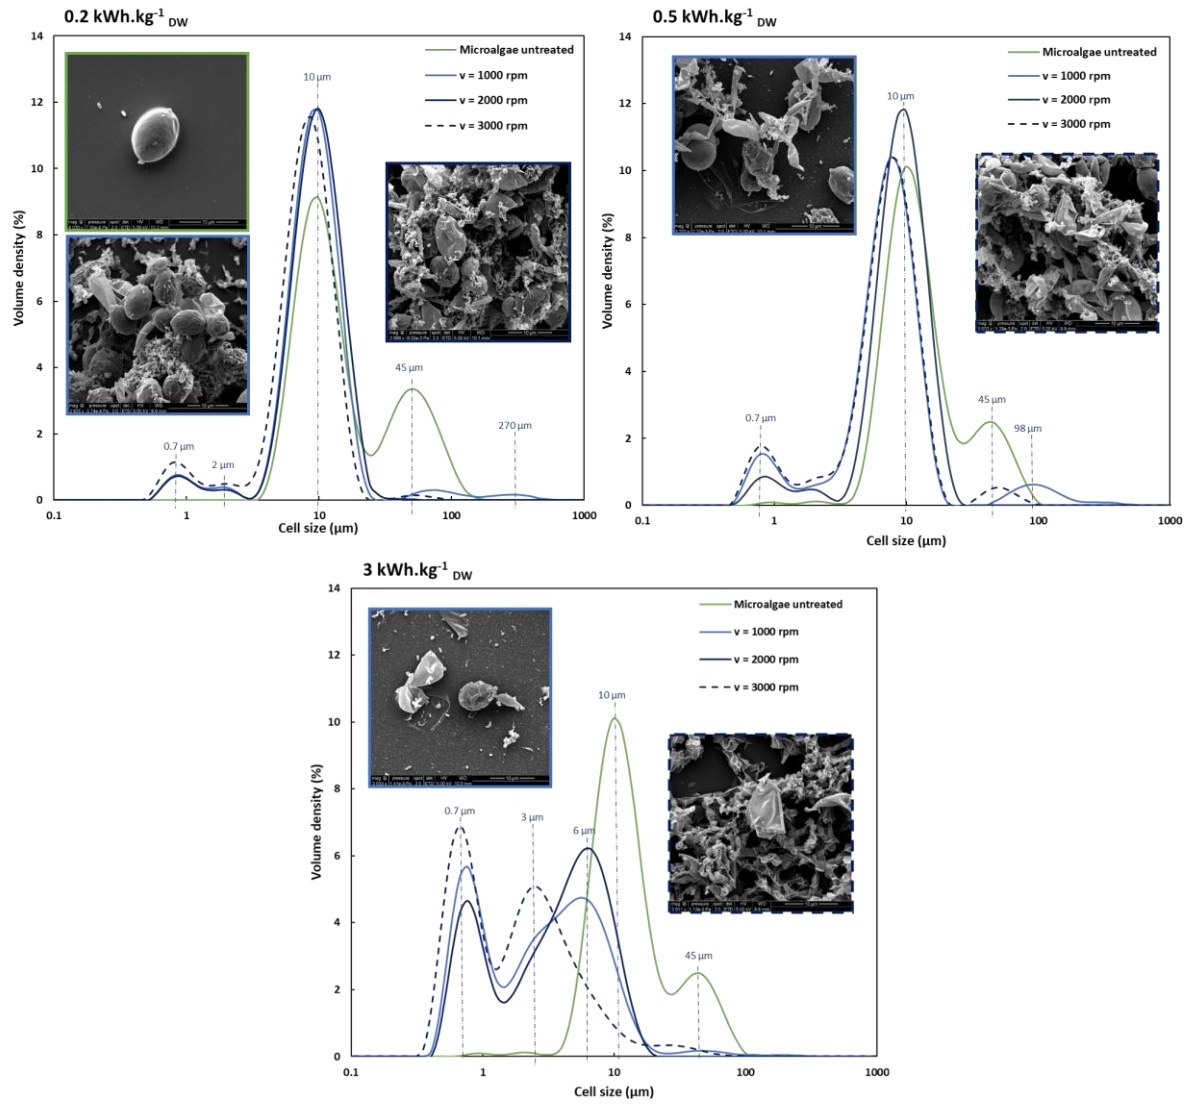 0.2 kWh.kg-1 DW
14
12
10
8
6
4
2
0
Volume density (%)
0.1
1
10
100
1000
Cell size (µm)
Microalgae untreated
v = 1000 rpm
v = 2000 rpm
v = 3000 rpm
10 µm
45 µm
270 µm
0.7 µm
2 µm
0.5 kWh.kg-1 DW
14
12
10
8
6
4
2
0
Volume density (%)
0.1
1
10
100
1000
Cell size (µm)
Microalgae untreated
v = 1000 rpm
v = 2000 rpm
v = 3000 rpm
10 µm
45 µm
98 µm
0.7 µm
3 kWh.kg-1 DW
14
12
10
8
6
4
2
0
Volume density (%)
0.1
1
10
100
1000
Cell size (µm)
Microalgae untreated
v = 1000 rpm
v = 2000 rpm
v = 3000 rpm
10 µm
0.7 µm
3 µm
6 µm
45 µm